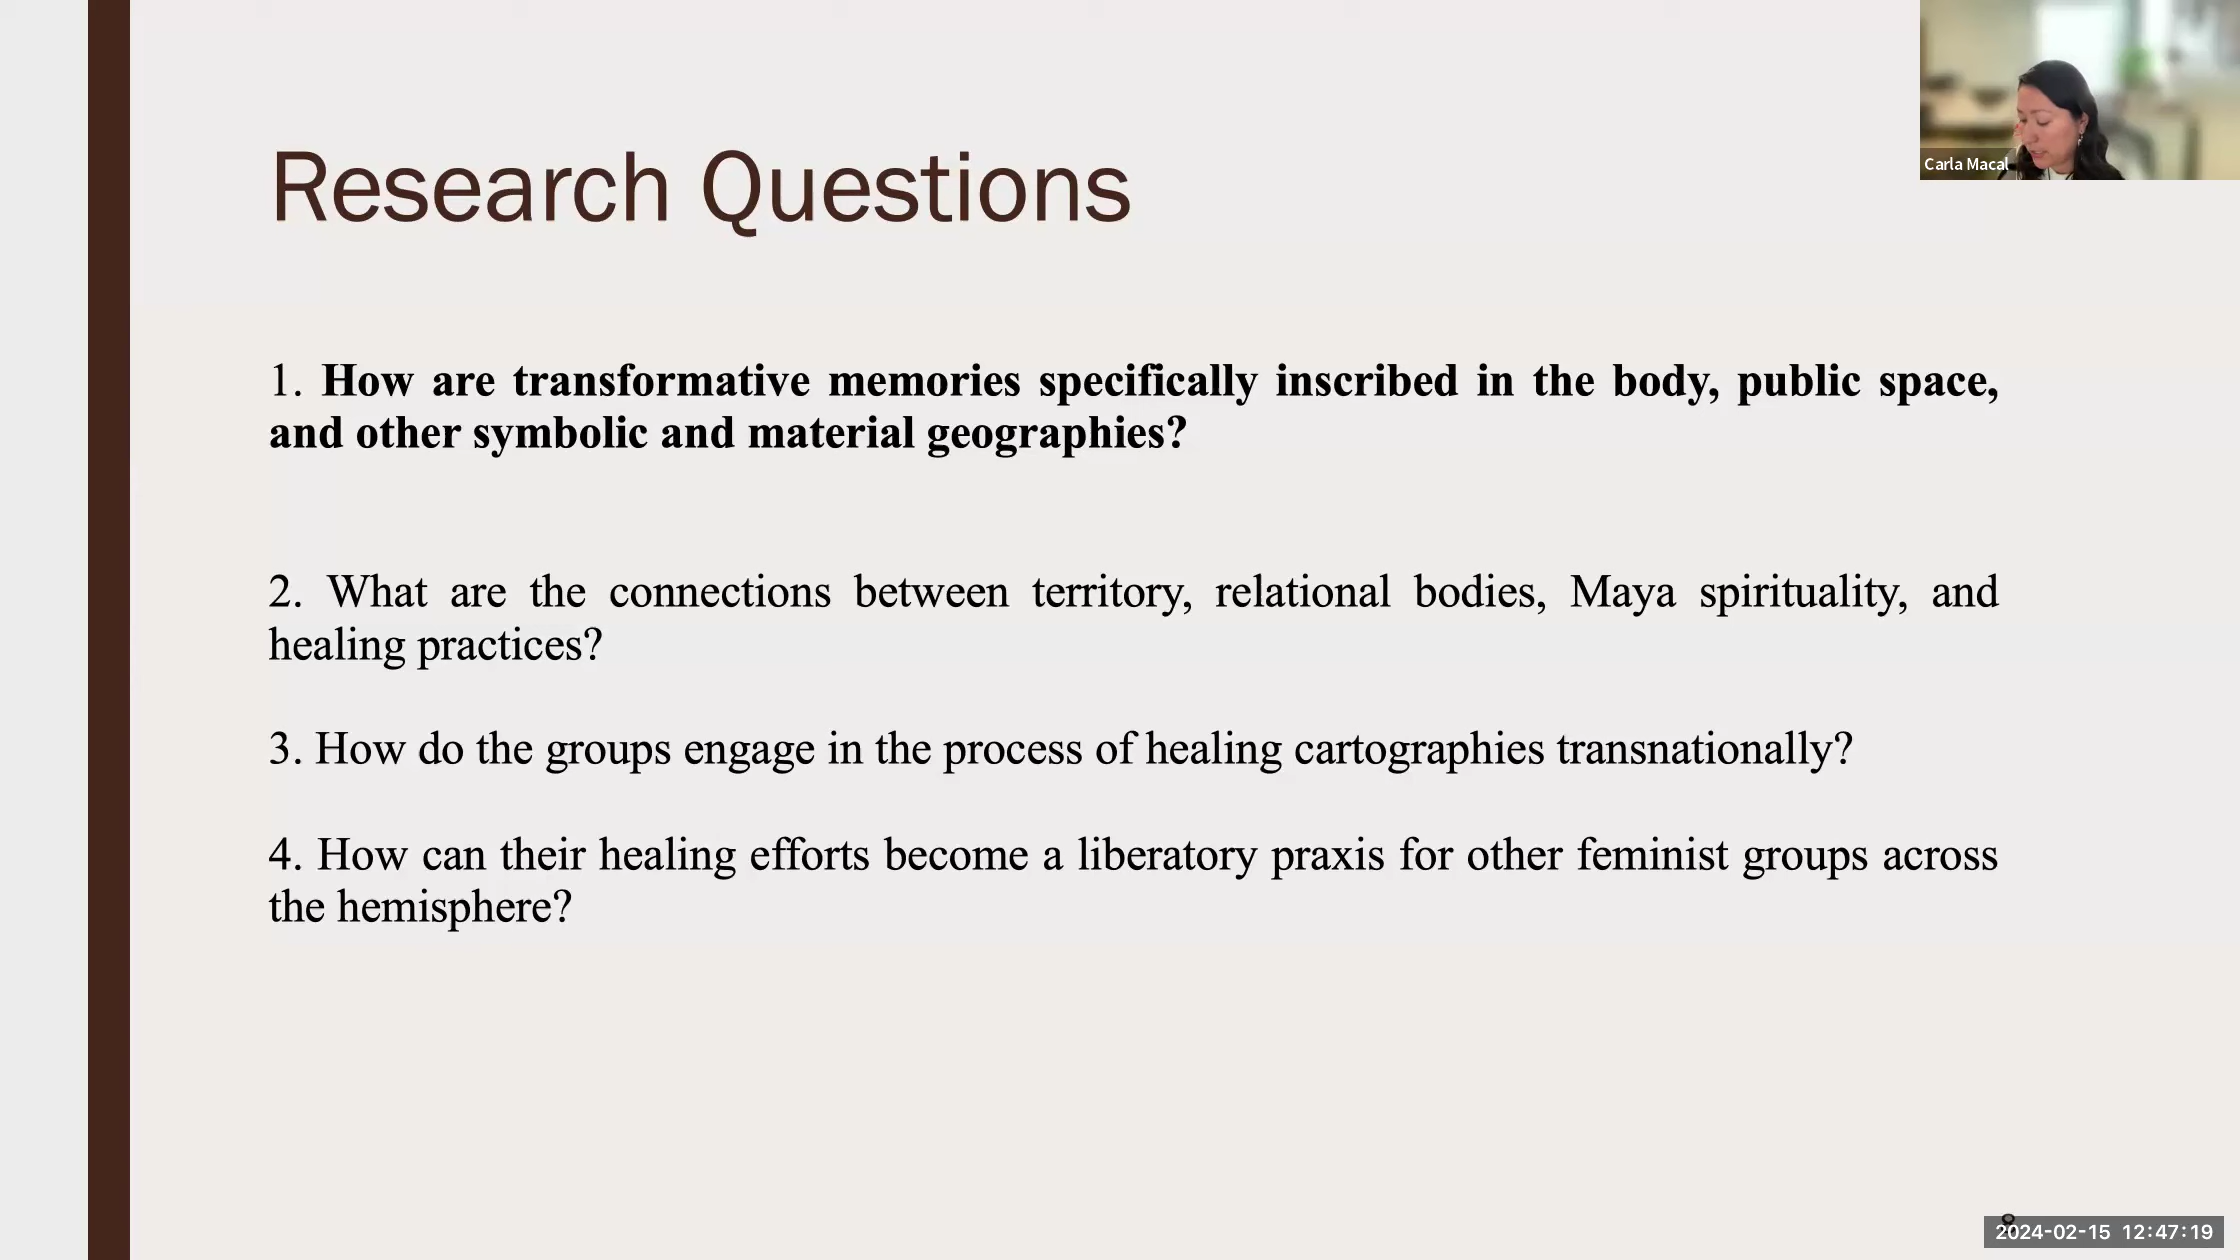 Research Questions
Carla Macal
1. How are transformative memories specifically inscribed in the body, public space,
and other symbolic and material geographies?
2. What are the connections between territory, relational bodies, Maya spirituality, and
healing practices?
3. How do the groups engage in the process of healing cartographies transnationally?
4. How can their healing efforts become a liberatory praxis for other feminist groups across
the hemisphere?
8
2024-02-15 12:47:19